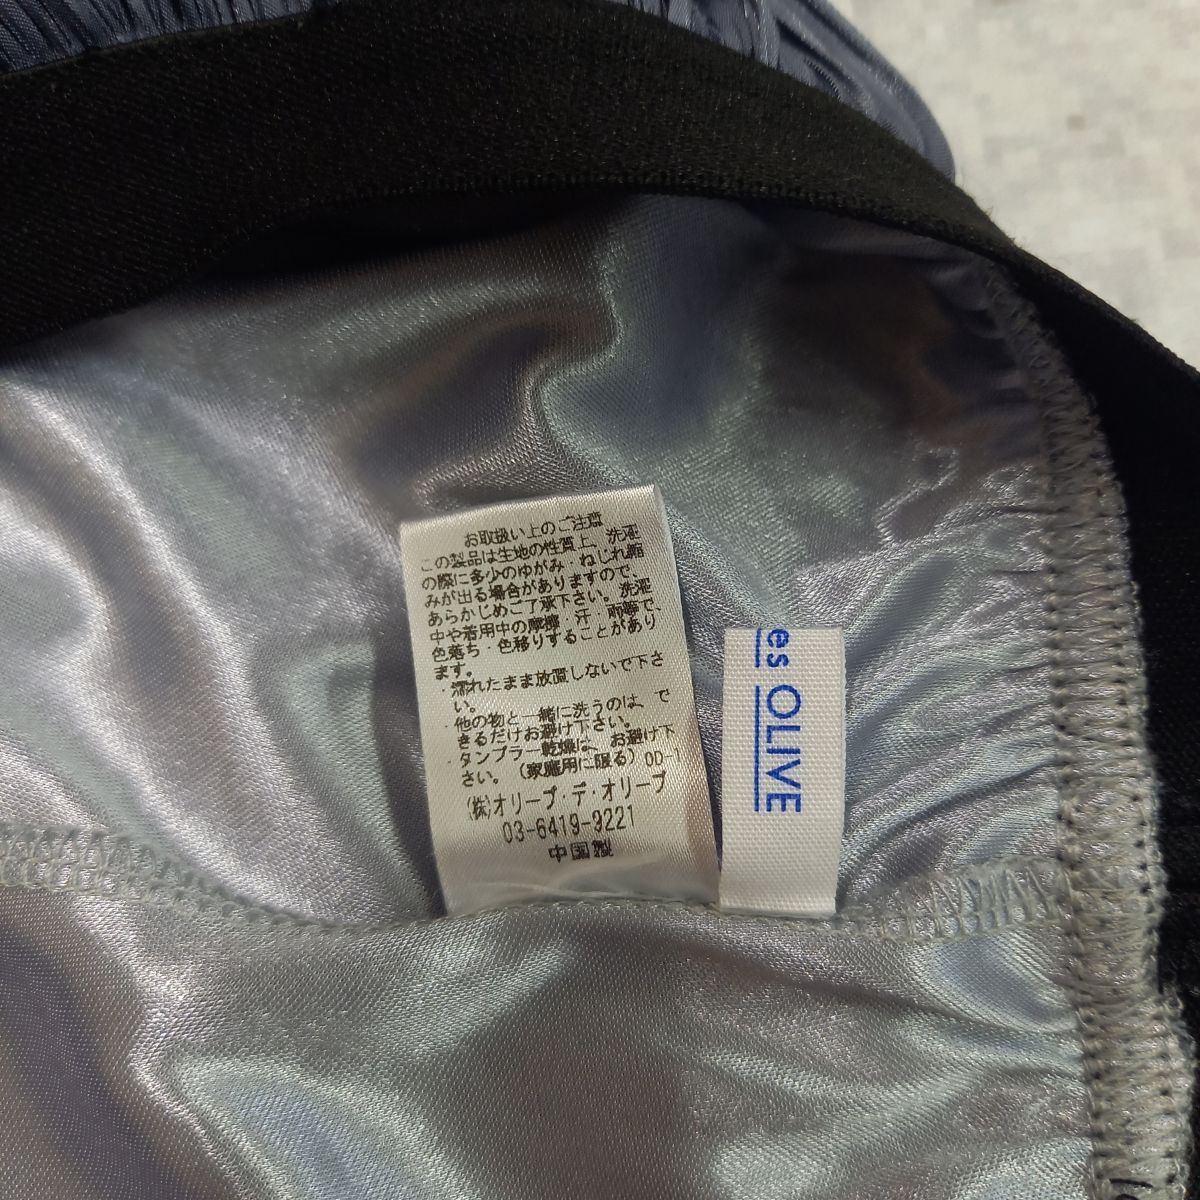 お取扱い上のご注意
この製品は生地の性質上、洗濯
の際に多少のゆがみ・ねじれ縮
みが出る場合がありますので、
あらかじめご了承下さい。洗濯
中や着用中の摩擦・汗・雨等で、
色落ち・色移りすることがあり
ます。
・濡れたまま放置しないで下さ
い。
・他の物と一緒に洗うのは、で
きるだけお避け下さい。
・タンブラー乾燥は、お避け下
さい。(家庭用に限る) OD-1
(株)オリーブ・デ・オリーブ
03-6419-9221
中国製
es OLIVE